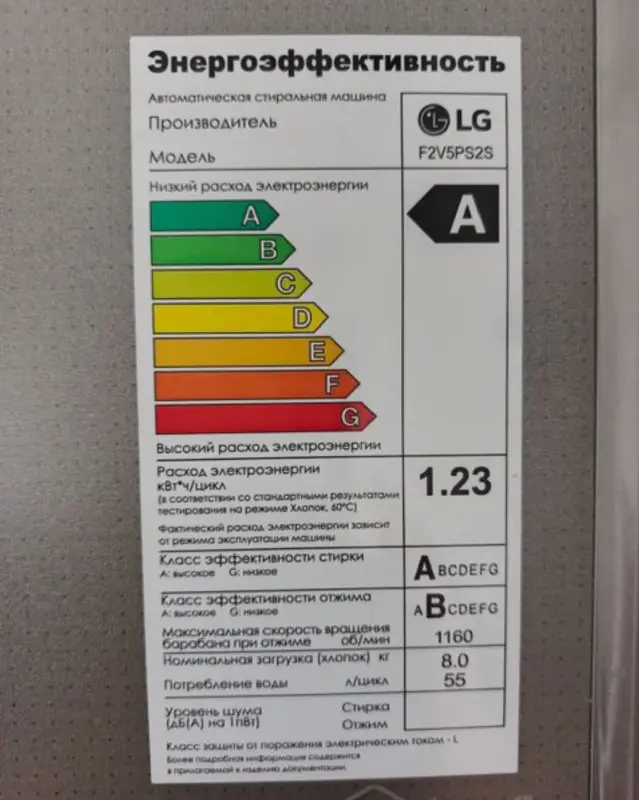 Энергоэффективность
Автоматическая стиральная машина
Производитель
LG
Модель
F2V5PS2S
Низкий расход электроэнергии
A
A
B
C
D
E
F
G
Высокий расход электроэнергии
Расход электроэнергии
кВт*ч/цикл
1.23
(в соответствии со стандартными результатами
тестирования на режиме Хлопок, 60°С)
Фактический расход электроэнергии зависит
от режима эксплуатации машины
Класс эффективности стирки
A: высокое G: низкое
ABCDEFG
Класс эффективности отжима
A: высокое G: низкое
ABCDEFG
Максимальная скорость вращения
барабана при отжиме об/мин
1160
Номинальная загрузка (хлопок) кг
8.0
Потребление воды л/цикл
55
Уровень шума Стирка
(дБ(А) на 1пВт) Отжим
Класс защиты от поражения электрическим током - I.
Более подробная информация содержится
в прилагаемой к изделию документации.